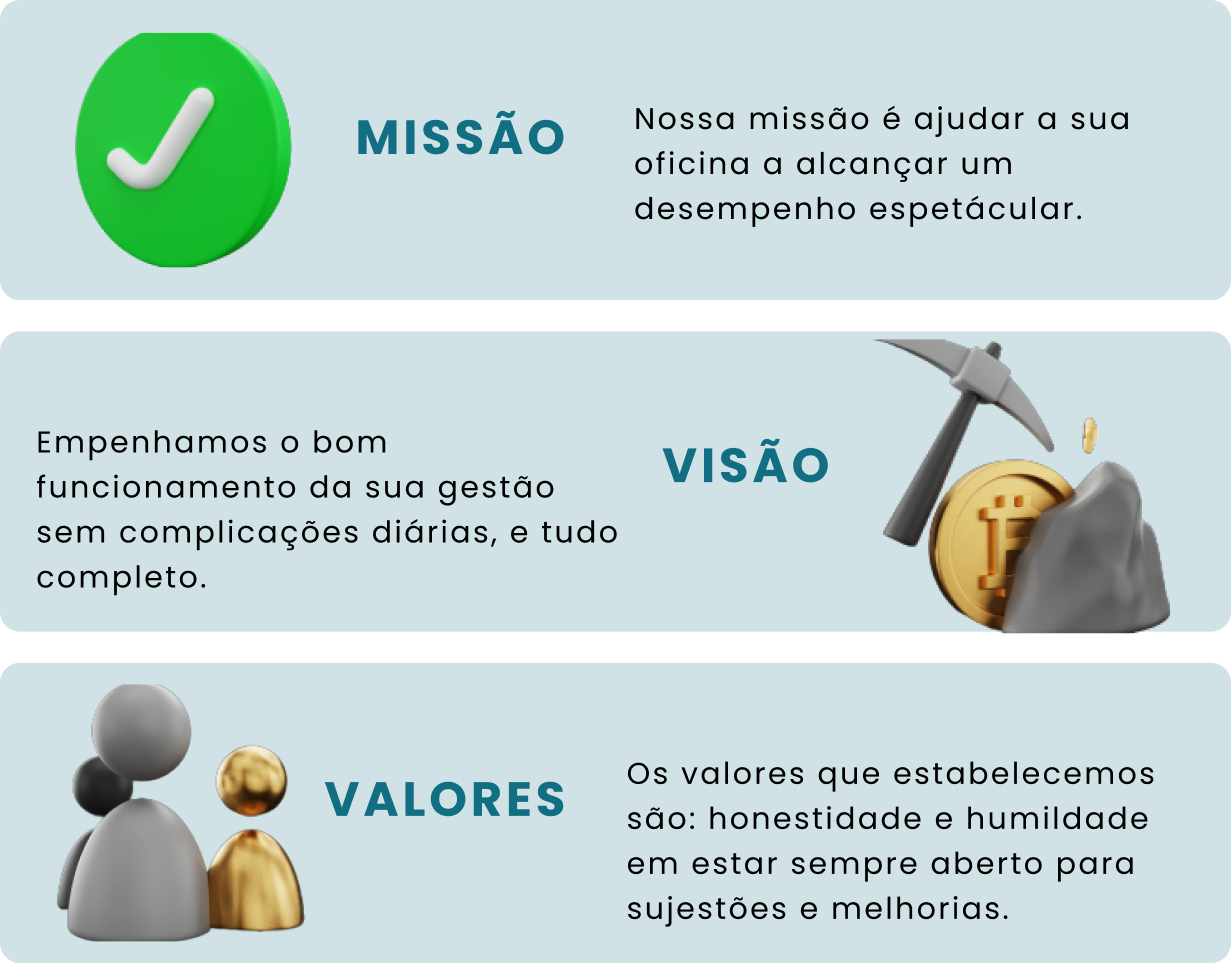 MISSÃO
Nossa missão é ajudar a sua
oficina a alcançar um
desempenho espetácular.
Empenhamos o bom
funcionamento da sua gestão
sem complicações diárias, e tudo
completo.
VISÃO
VALORES
Os valores que estabelecemos
são: honestidade e humildade
em estar sempre aberto para
sujestões e melhorias.